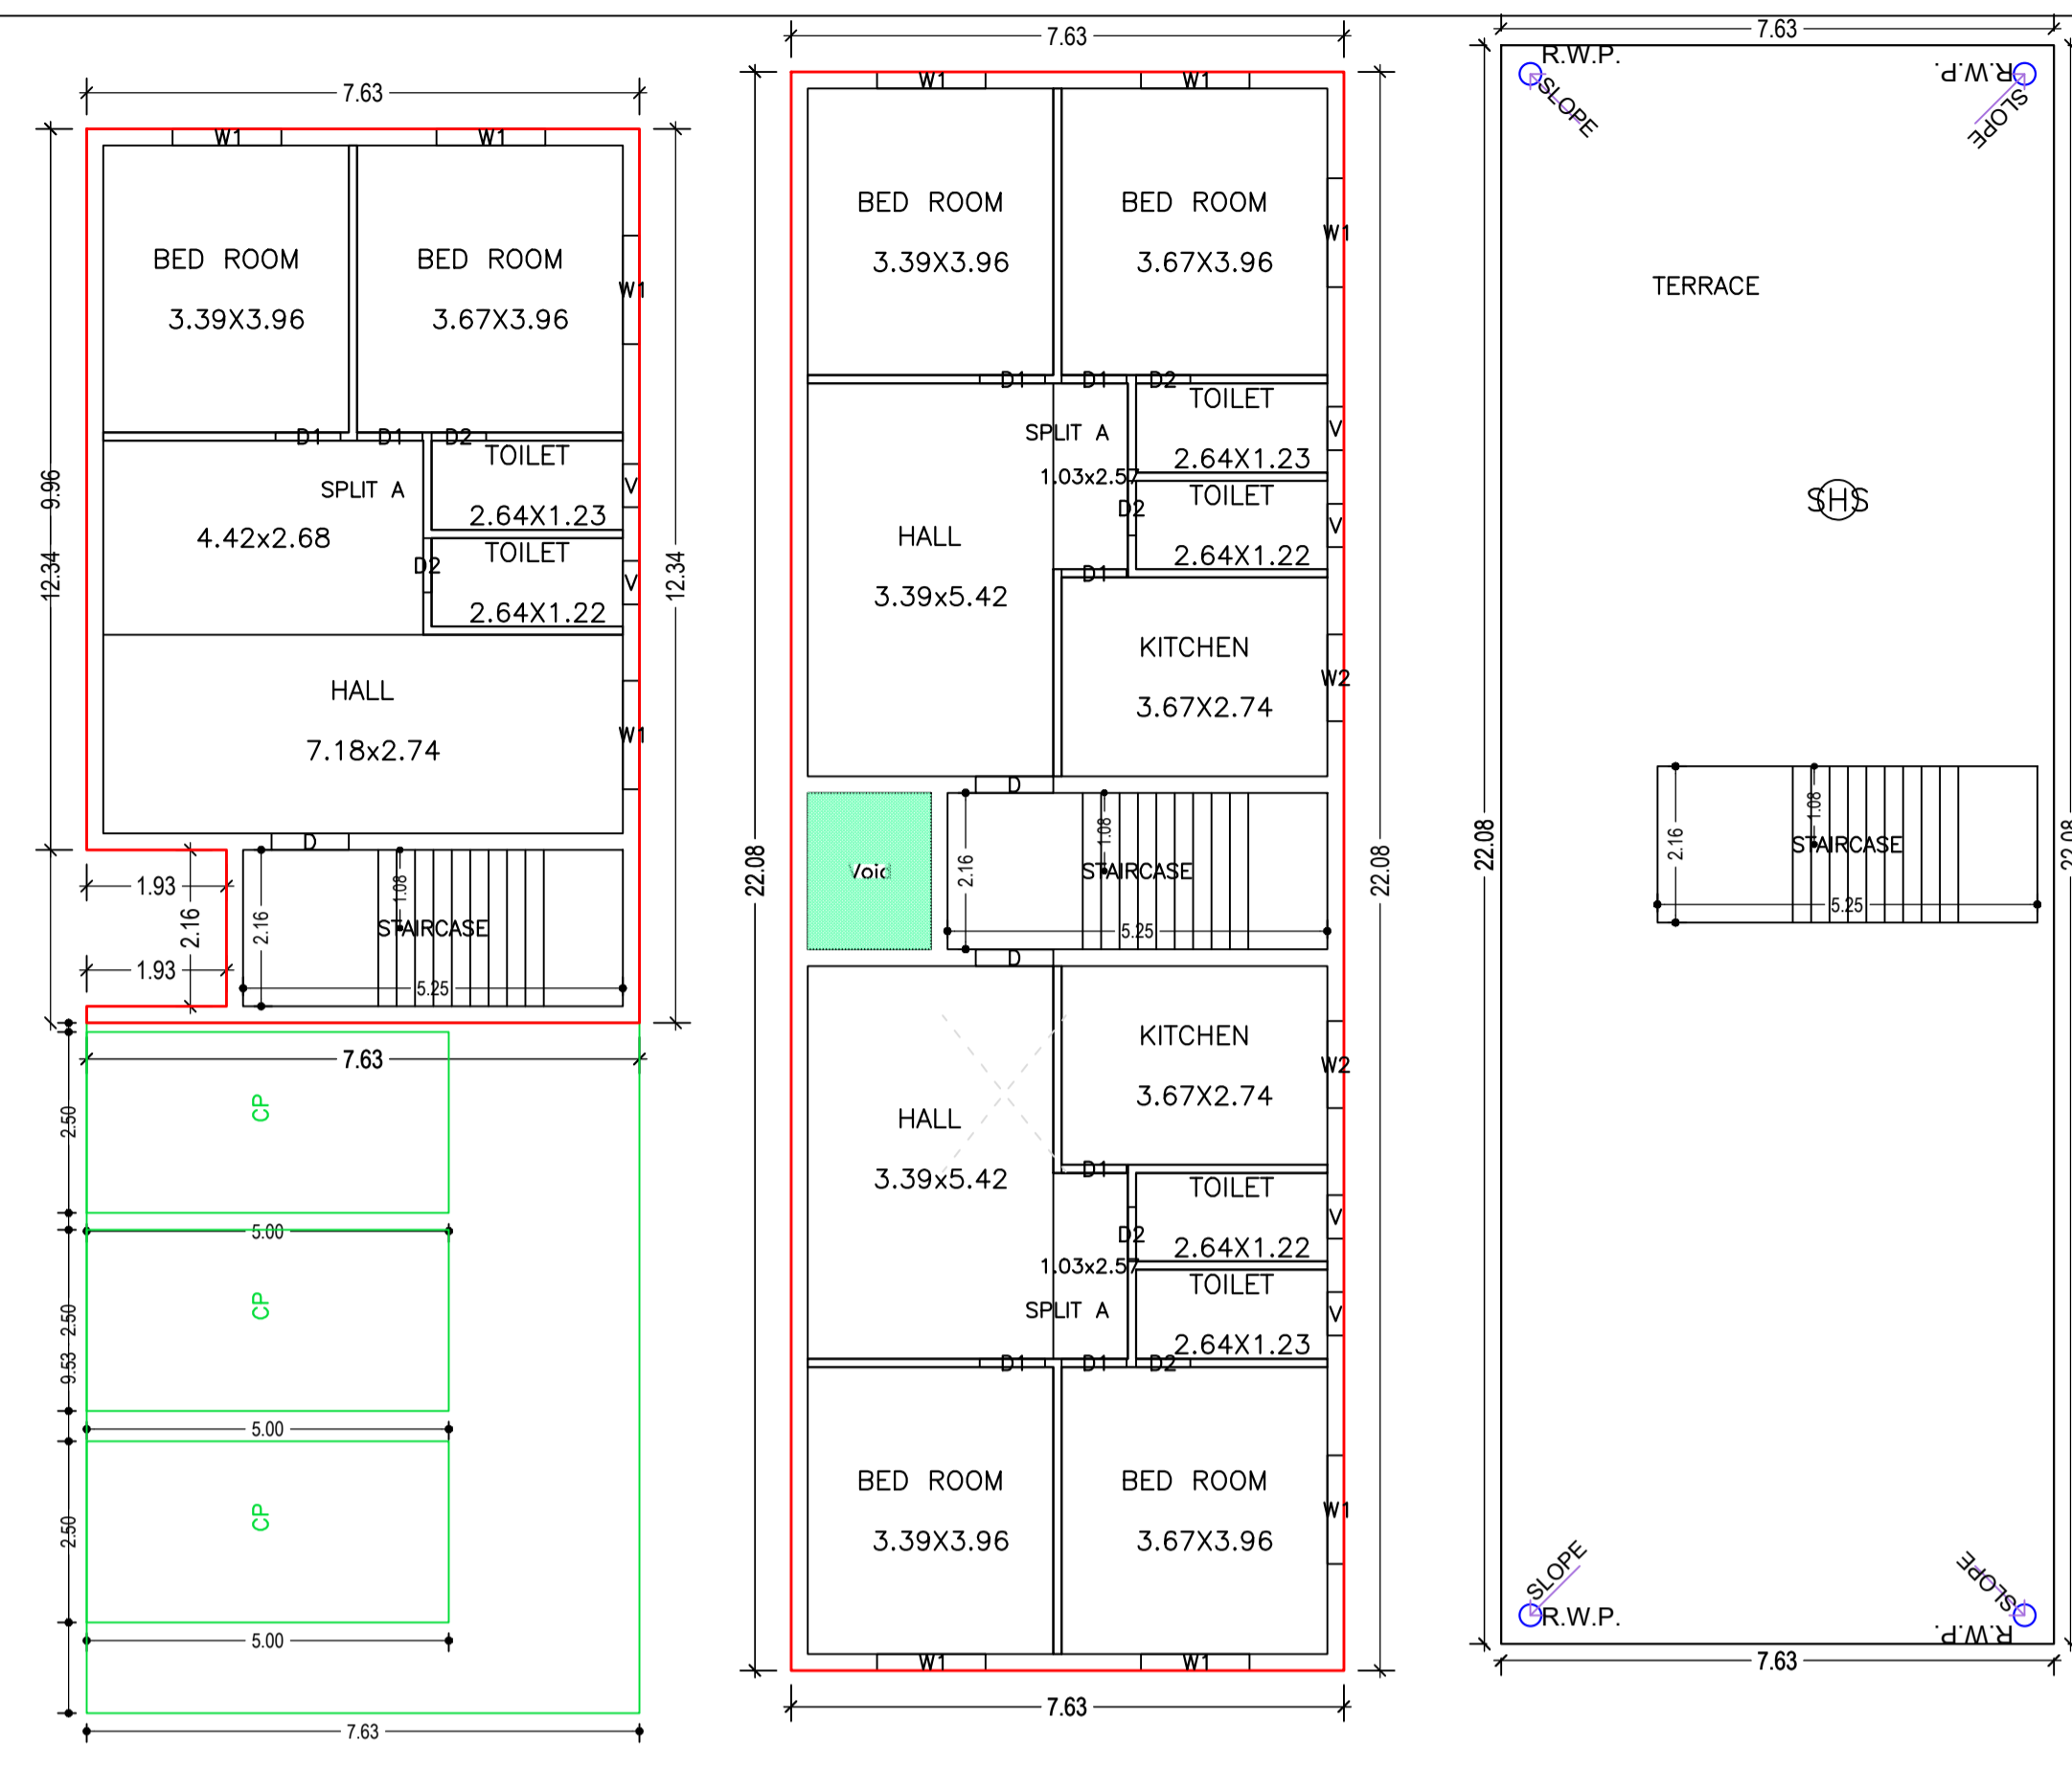 7.63
W1 W1
BED ROOM
3.39X3.96
BED ROOM
3.67X3.96
W1
9.96
12.34
12.34
D1 D1 D2
SPLIT A
4.42x2.68
TOILET
2.64X1.23
V
D2
TOILET
2.64X1.22
V
HALL
7.18x2.74
W1
D
1.93
2.16
1.93
2.16
1.08
STAIRCASE
5.25
7.63
2.50
CP
5.00
2.50
9.53
CP
5.00
2.50
CP
5.00
7.63
7.63
W1 W1
BED ROOM
3.39X3.96
BED ROOM
3.67X3.96
W1
D1 D1 D2
SPLIT A
1.03x2.57
TOILET
2.64X1.23
V
D2
TOILET
2.64X1.22
V
HALL
3.39x5.42
D1
KITCHEN
3.67X2.74
W2
D
22.08
22.08
Void
2.16
1.08
STAIRCASE
5.25
D
KITCHEN
3.67X2.74
W2
HALL
3.39x5.42
D1
TOILET
2.64X1.22
V
D2
1.03x2.57
SPLIT A
TOILET
2.64X1.23
V
D1 D1 D2
BED ROOM
3.39X3.96
BED ROOM
3.67X3.96
W1
W1 W1
7.63
7.63
R.W.P.
SLOPE
R.W.P.
SLOPE
TERRACE
SHS
22.08
22.08
2.16
1.08
STAIRCASE
5.25
SLOPE
R.W.P.
SLOPE
R.W.P.
7.63